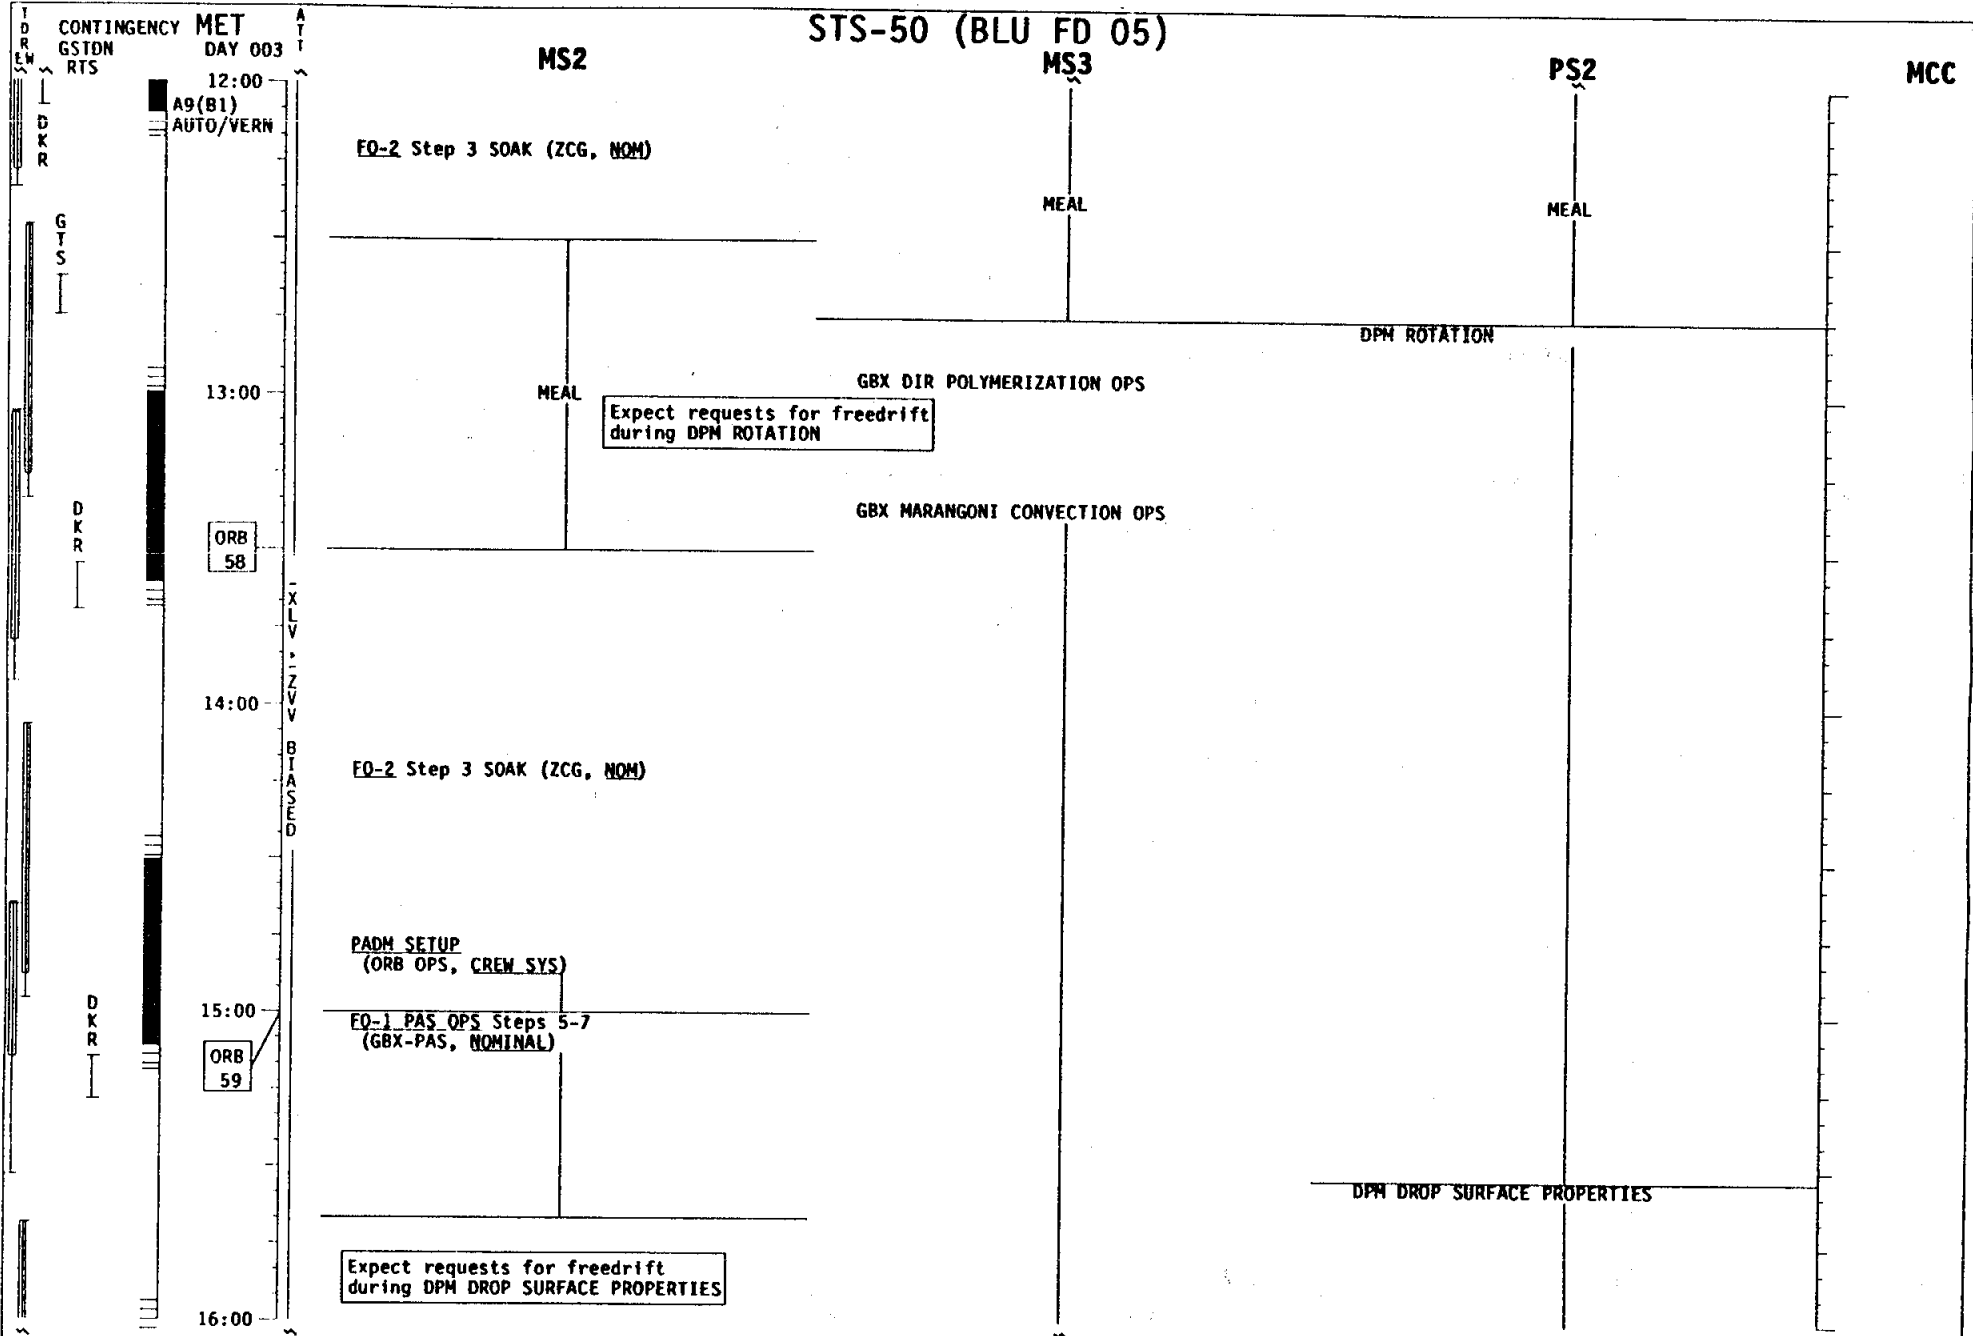 STS-50 (BLU FD 05)
TDR
E W
CONTINGENCY
GSTDN
RTS
MET
DAY 003
ATT
MS2
MS3
PS2
MCC
12:00
A9(B1)
AUTO/VERN
DKR
FO-2 Step 3 SOAK (ZCG, NOM)
MEAL
MEAL
GTS
DPM ROTATION
13:00
MEAL
GBX DIR POLYMERIZATION OPS
Expect requests for freedrift
during DPM ROTATION
DKR
GBX MARANGONI CONVECTION OPS
ORB
58
-XLV,-ZVV BIASED
14:00
FO-2 Step 3 SOAK (ZCG, NOM)
PADM SETUP
(ORB OPS, CREW SYS)
DKR
15:00
FO-1 PAS OPS Steps 5-7
(GBX-PAS, NOMINAL)
ORB
59
DPM DROP SURFACE PROPERTIES
Expect requests for freedrift
during DPM DROP SURFACE PROPERTIES
16:00